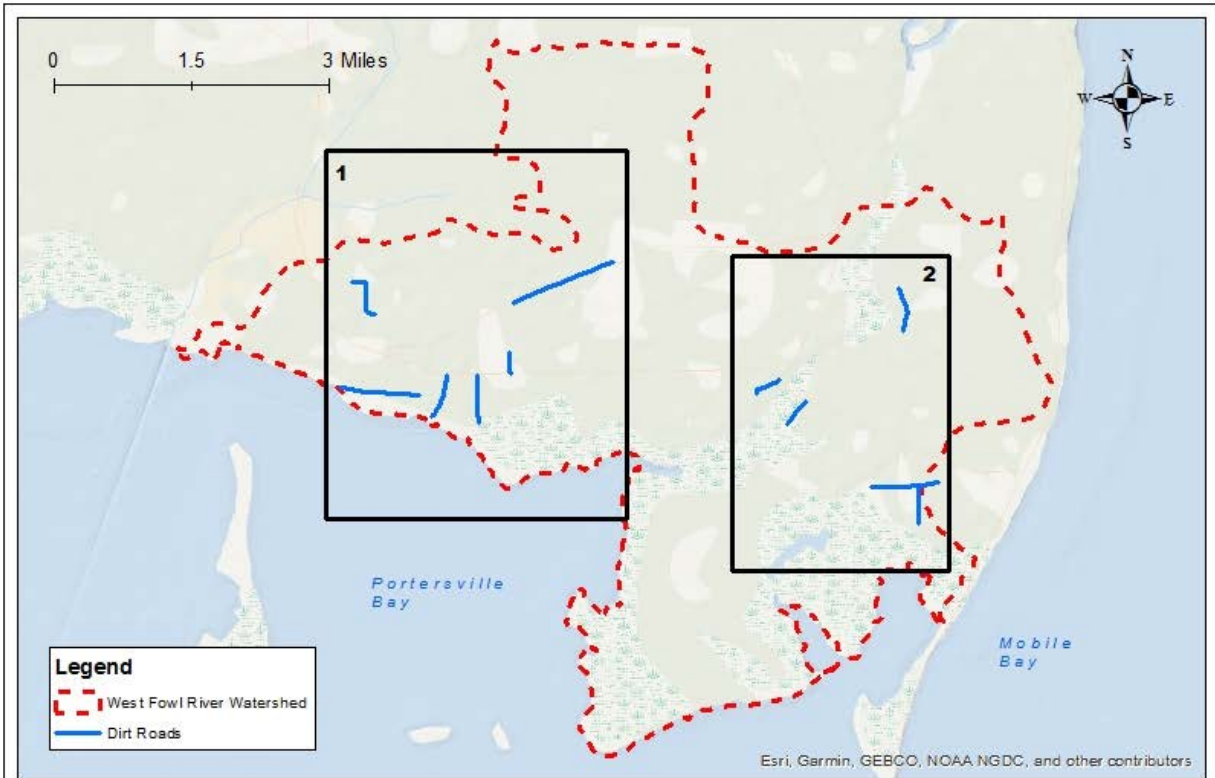 0 1.5 3 Miles
N
W E
S
1
2
Portersville
Bay
Mobile
Bay
Legend
West Fowl River Watershed
Dirt Roads
Esri, Garmin, GEBCO, NOAA NGDC, and other contributors